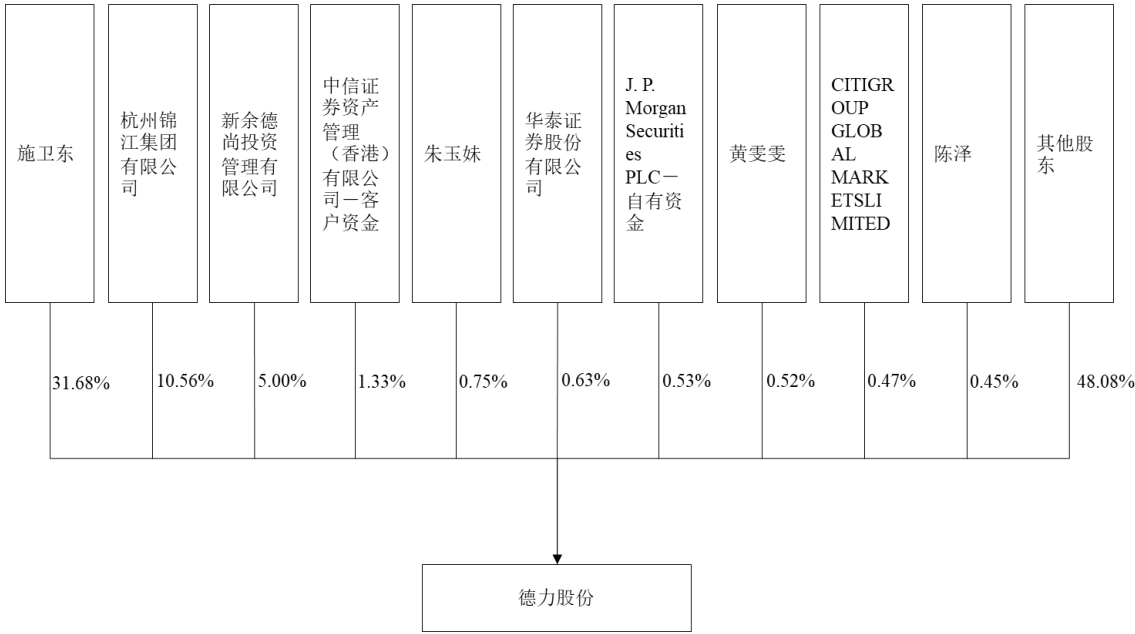 施卫东
杭州锦
江集团
有限公
司
新余德
尚投资
管理有
限公司
中信证
券资产
管理
（香港）
有限公
司－客
户资金
朱玉妹
华泰证
券股份
有限公
司
J. P.
Morgan
Securiti
es
PLC－
自有资
金
黄雯雯
CITIGR
OUP
GLOB
AL
MARK
ETSLI
MITED
陈泽
其他股
东
31.68%
10.56%
5.00%
1.33%
0.75%
0.63%
0.53%
0.52%
0.47%
0.45%
48.08%
德力股份